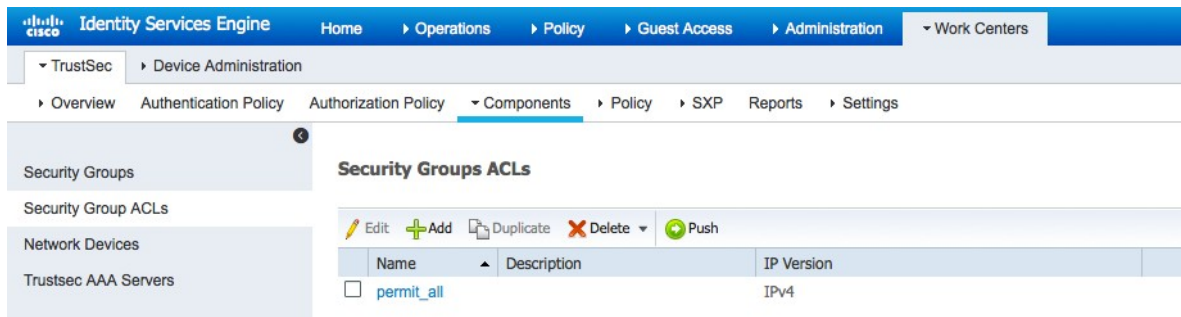 cisco Identity Services Engine Home Operations Policy Guest Access Administration Work Centers
TrustSec Device Administration
Overview Authentication Policy Authorization Policy Components Policy SXP Reports Settings
Security Groups
Security Group ACLs
Network Devices
Trustsec AAA Servers
Security Groups ACLs
Edit Add Duplicate Delete Push
Name Description IP Version
permit_all IPv4